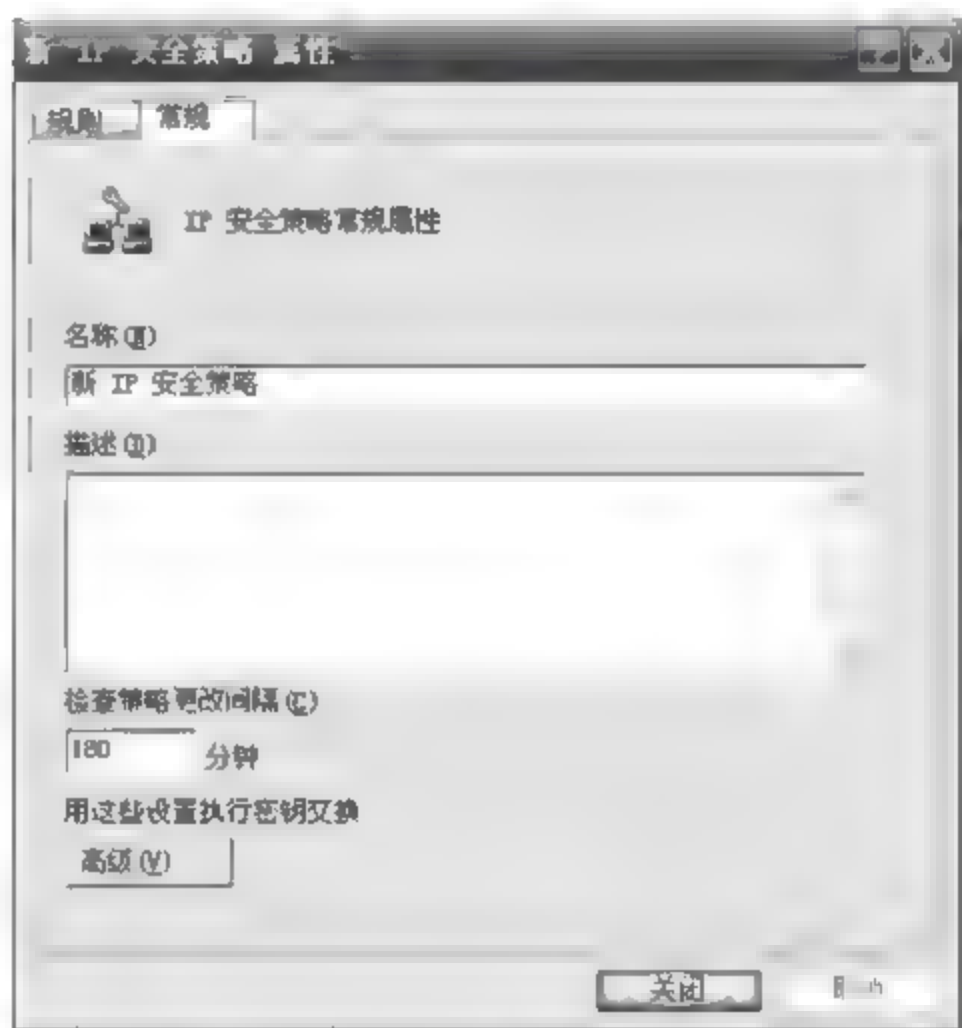 新 IP 安全策略 属性
规则 常规
IP 安全策略常规属性
名称(M)
新 IP 安全策略
描述(D)
检查策略更改间隔(C)
180 分钟
用这些设置执行密钥交换
高级(V)
关闭